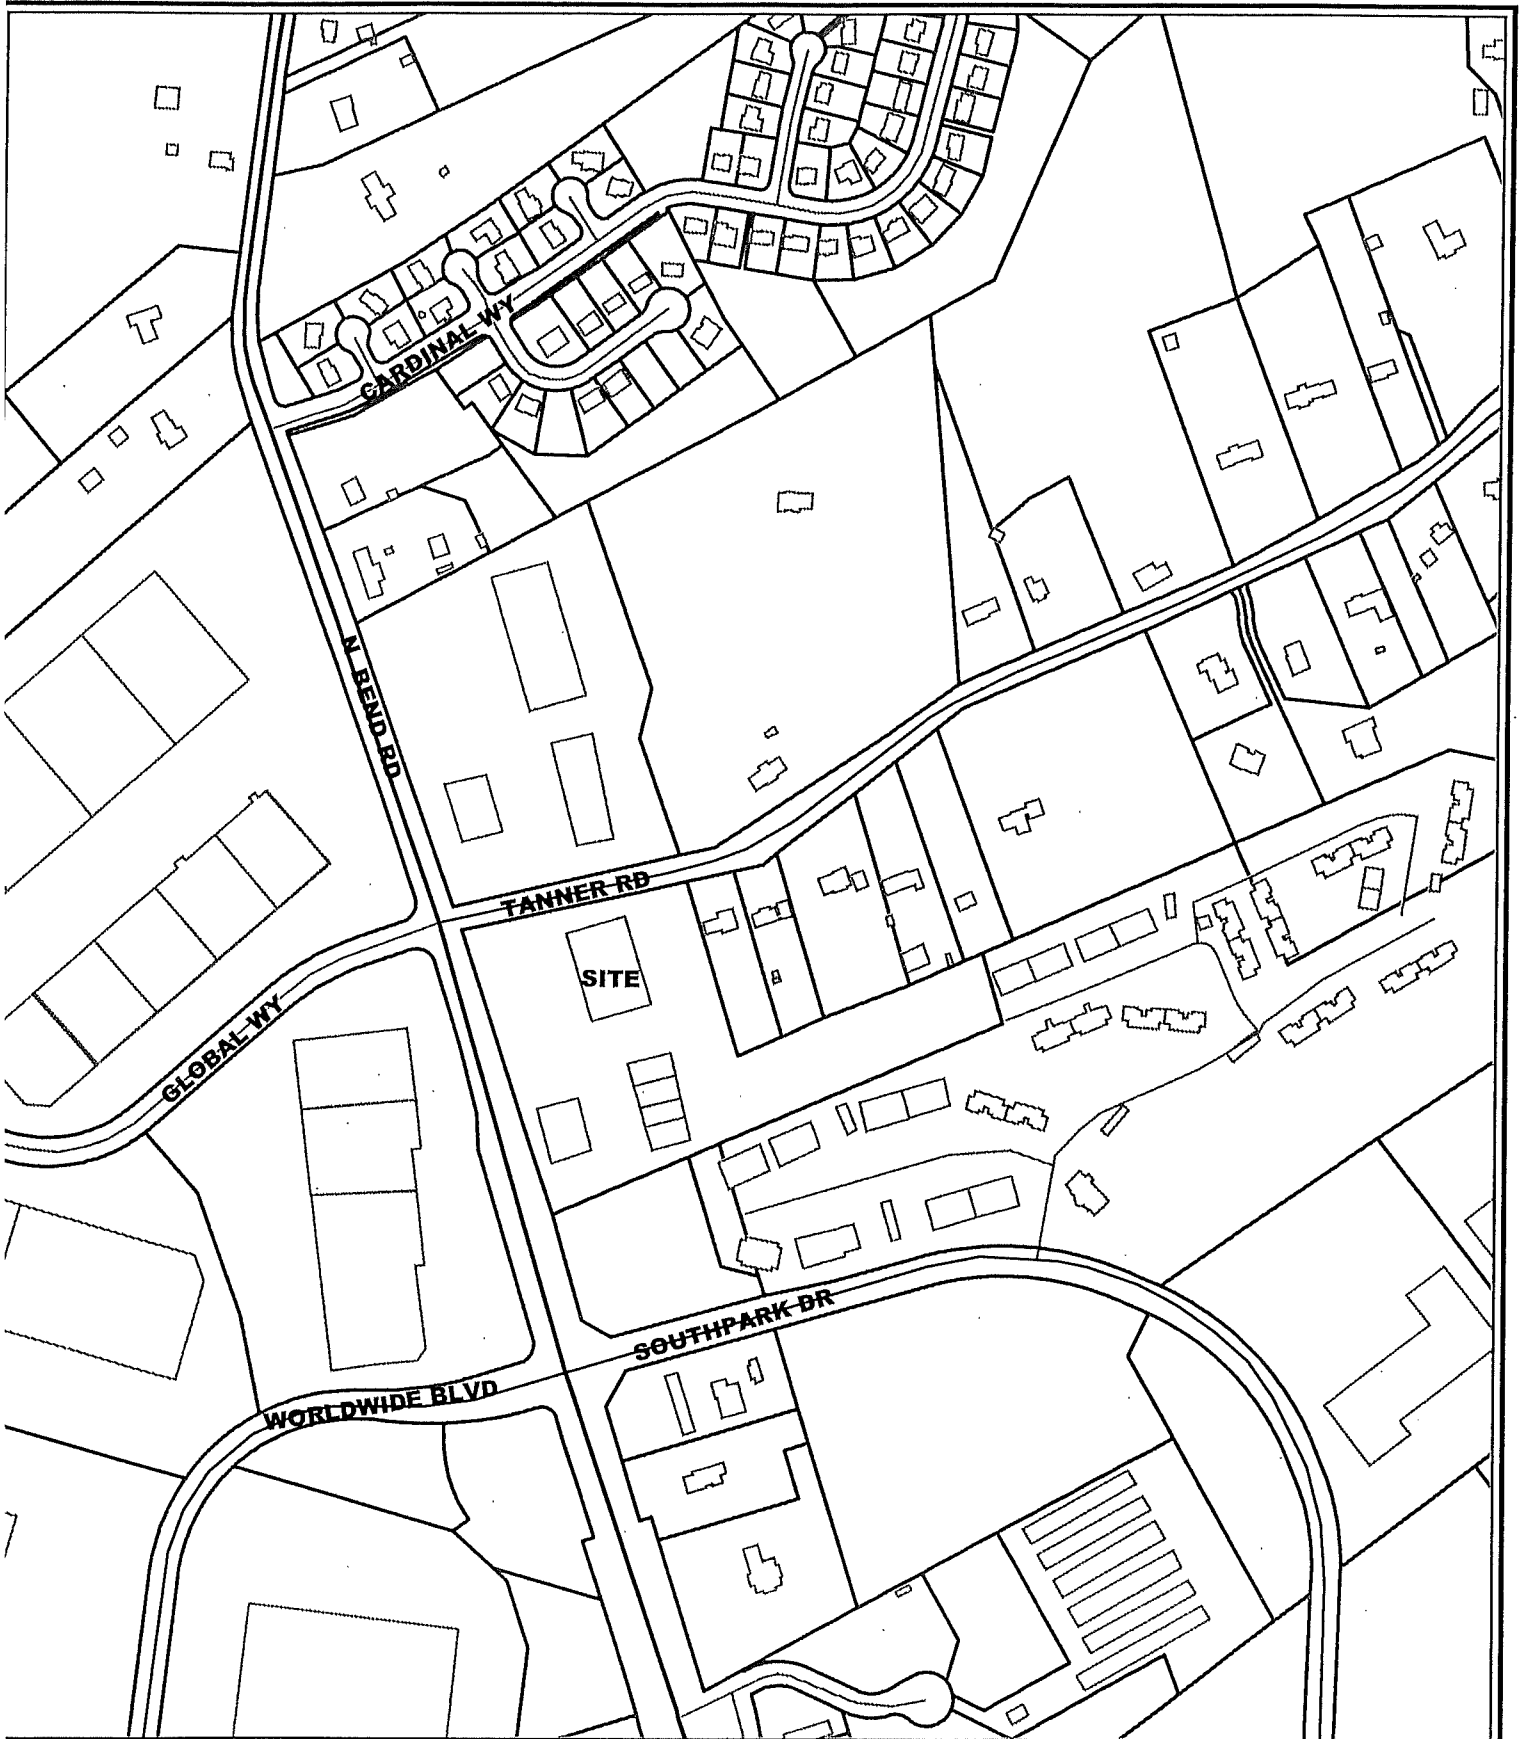 CARDINAL WY
N. BEND RD
TANNER RD
SITE
GLOBAL WY
SOUTHPARK DR
WORLDWIDE BLVD